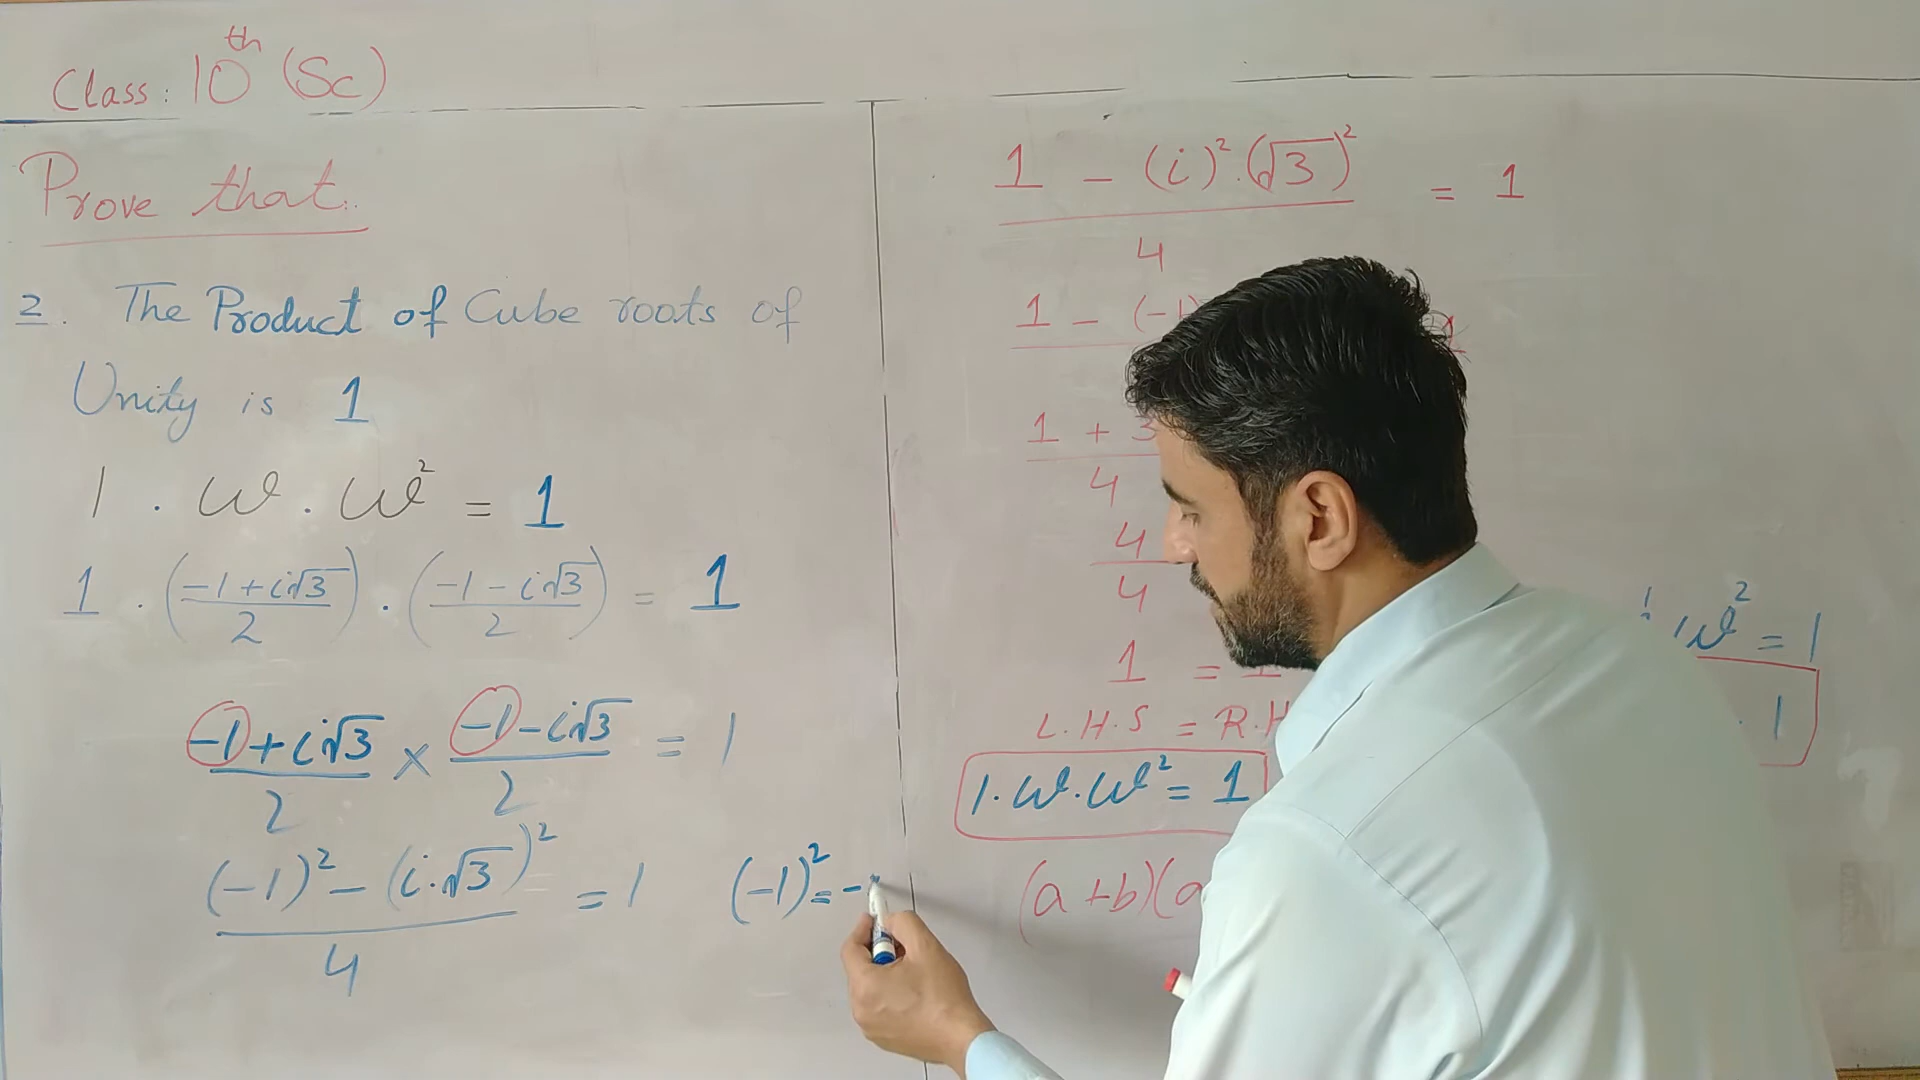 Class: 10th (Sc)
Prove that:.
2. The Product of Cube roots of
Unity is 1
1 . ω . ω² = 1
1 . ((-1+i√3)/2) . ((-1-i√3)/2) = 1
(-1+i√3)/2 × (-1-i√3)/2 = 1
((-1)² - (i.√3)²)/4 = 1
(-1)² = -
(1 - (i)².(√3)²)/4 = 1
1 - (-1)
(1 + 3)/4
4/4
1 = 1
L.H.S = R.H
1.ω.ω² = 1
(a+b)(a
ω² = 1
1